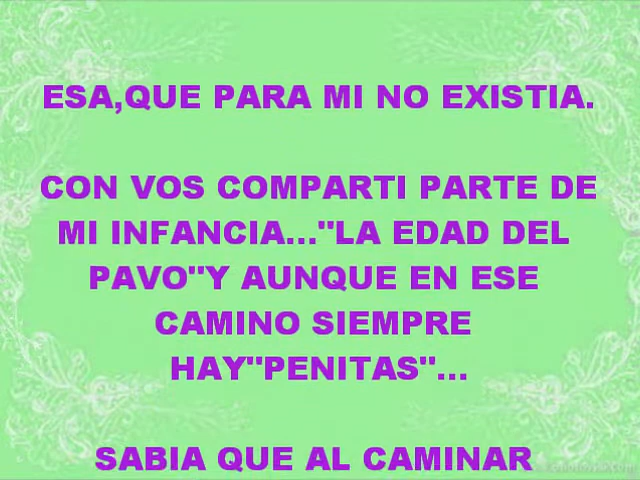 ESA,QUE PARA MI NO EXISTIA.
CON VOS COMPARTI PARTE DE
MI INFANCIA..."LA EDAD DEL
PAVO"Y AUNQUE EN ESE
CAMINO SIEMPRE
HAY"PENITAS"...
SABIA QUE AL CAMINAR